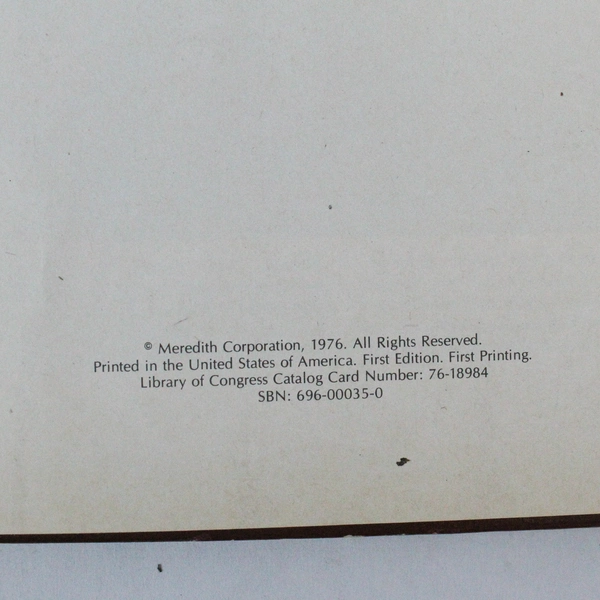 © Meredith Corporation, 1976. All Rights Reserved.
Printed in the United States of America. First Edition. First Printing.
Library of Congress Catalog Card Number: 76-18984
SBN: 696-00035-0